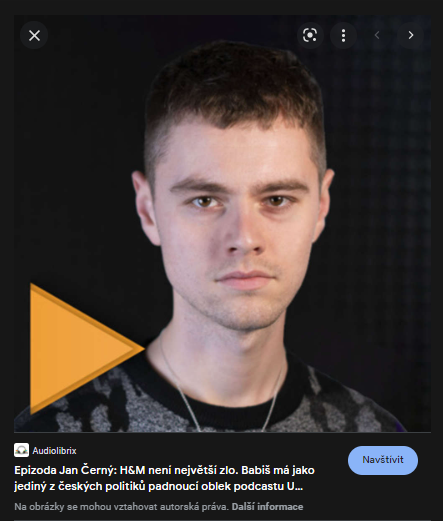 Audiolibrix
Epizoda Jan Černý: H&M není největší zlo. Babiš má jako
jediný z českých politiků padnoucí oblek podcastu U...
Navštívit
Na obrázky se mohou vztahovat autorská práva. Další informace